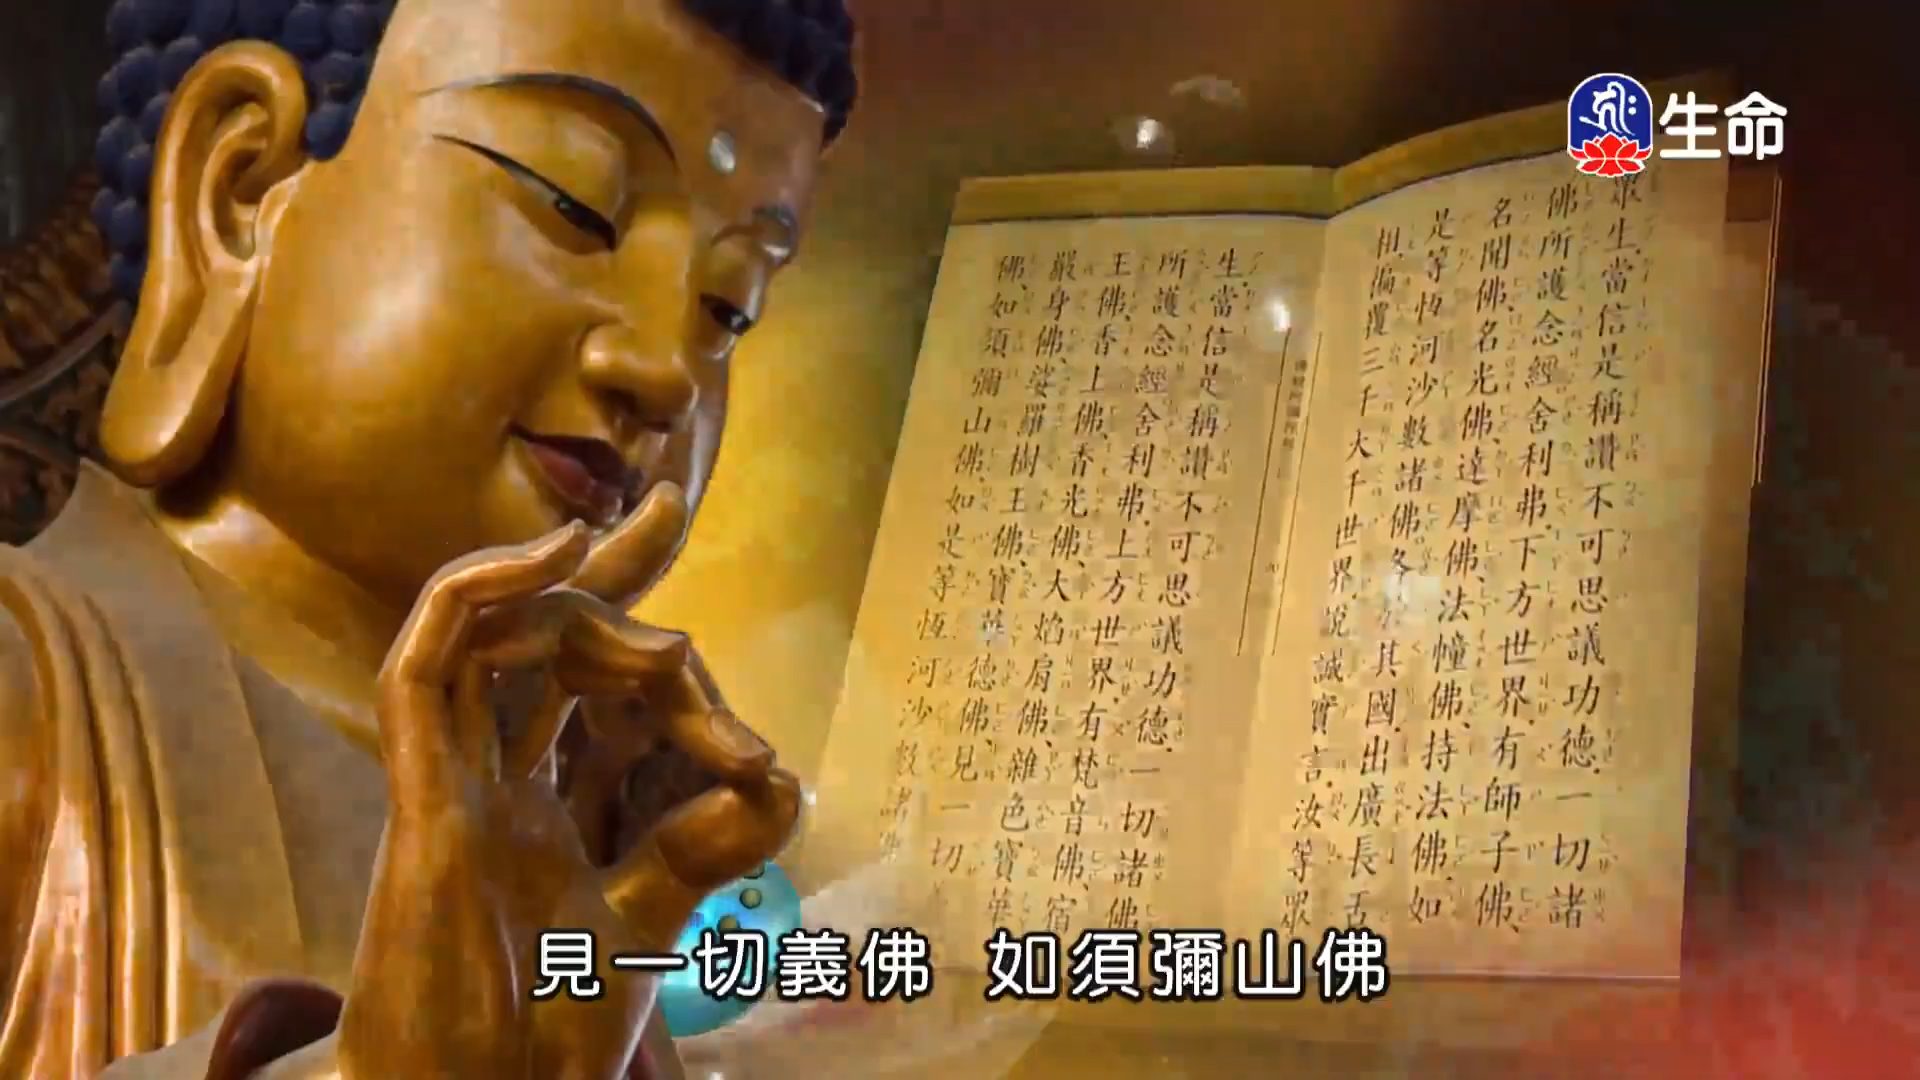 生命
眾生當信是稱讚不可思議功德一切諸
佛所護念經舍利弗下方世界有師子佛、
名聞佛、名光佛、達摩佛、法幢佛、持法佛、如
是等恆河沙數諸佛各於其國出廣長舌
相徧覆三千大千世界說誠實言汝等眾
生當信是稱讚不可思議功德一切諸佛
所護念經舍利弗上方世界有梵音佛、宿
王佛、香上佛、香光佛、大焰肩佛、雜色寶華
嚴身佛、娑羅樹王佛、寶華德佛、見一切
佛、如須彌山佛、如是等恆河沙數諸佛
見一切義佛 如須彌山佛